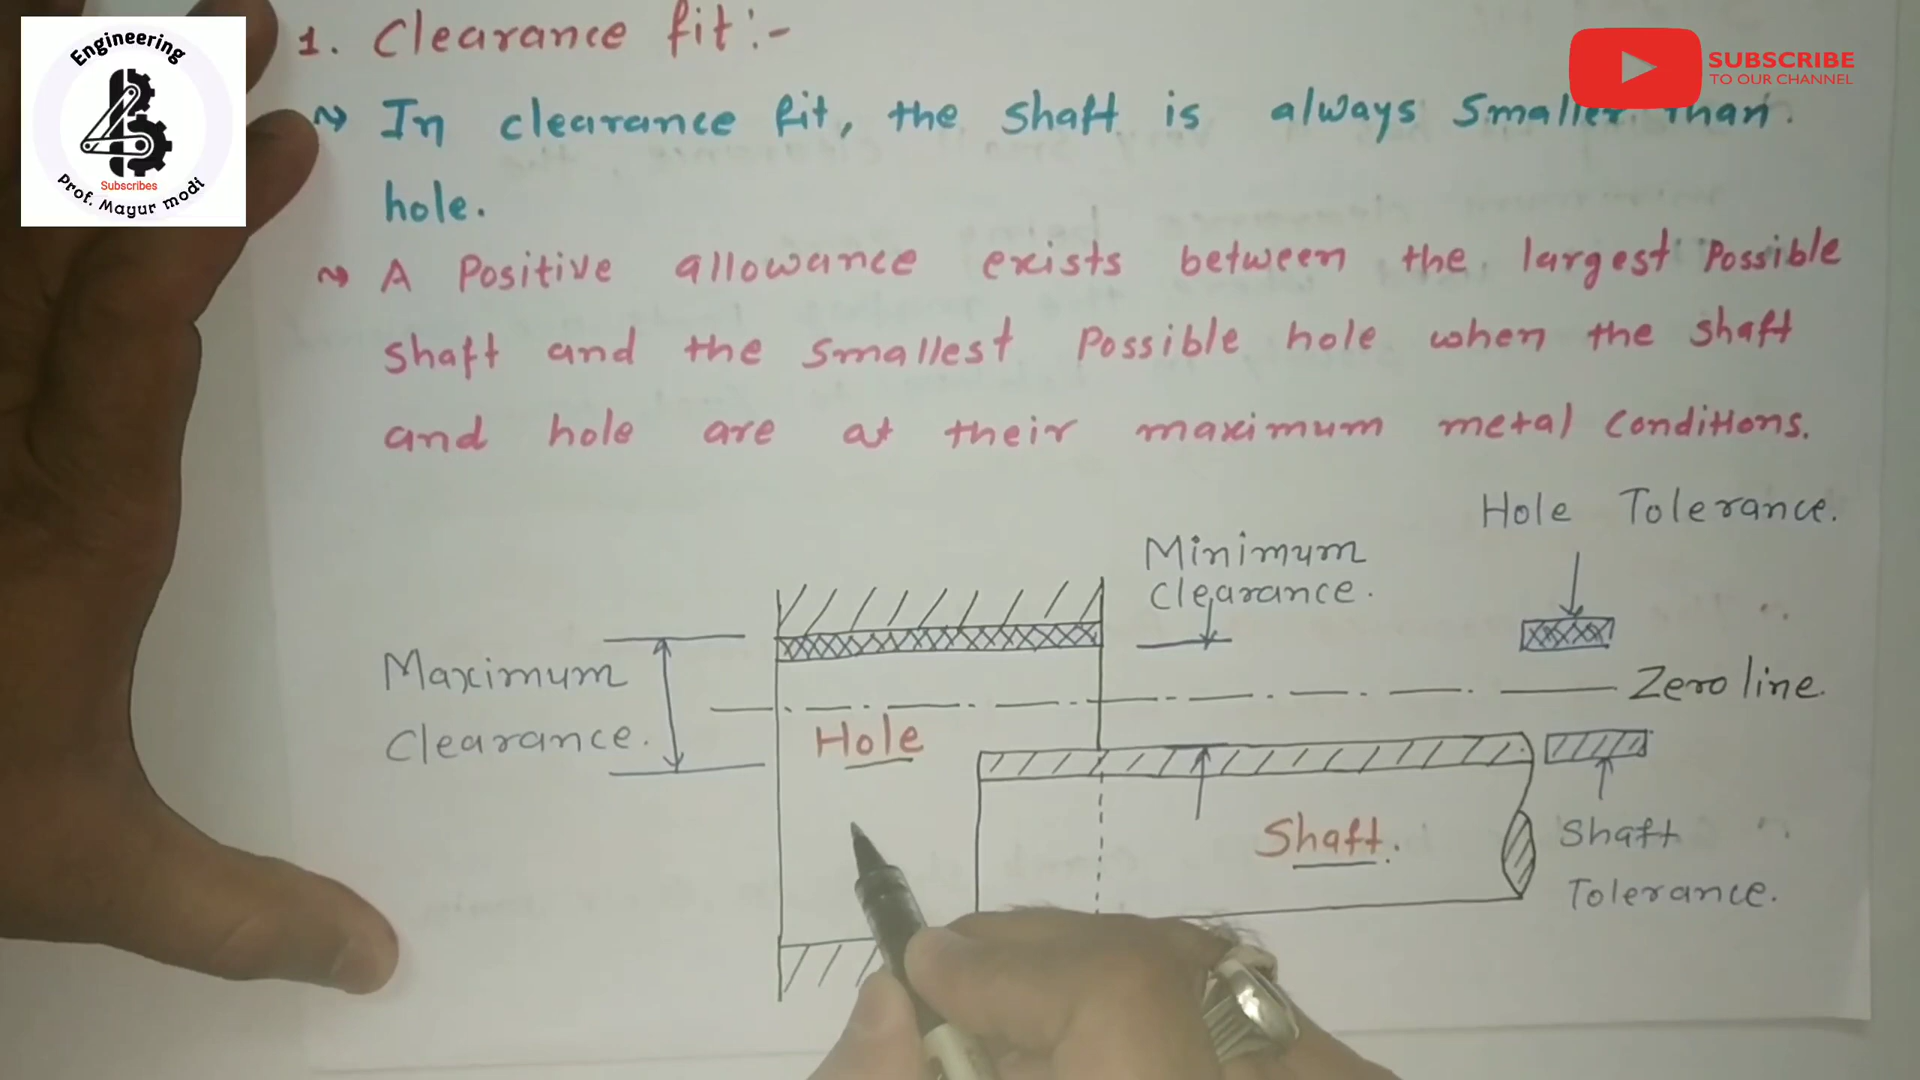 Engineering
Subscribes
Prof. Mayur modi
SUBSCRIBE
TO OUR CHANNEL
1. Clearance fit :-
In clearance fit, the shaft is always smaller than
hole.
A Positive allowance exists between the largest Possible
shaft and the smallest Possible hole when the shaft
and hole are at their maximum metal conditions.
Hole Tolerance.
Minimum
Clearance.
Maximum
Clearance.
Zero line.
Hole
Shaft.
Shaft
Tolerance.